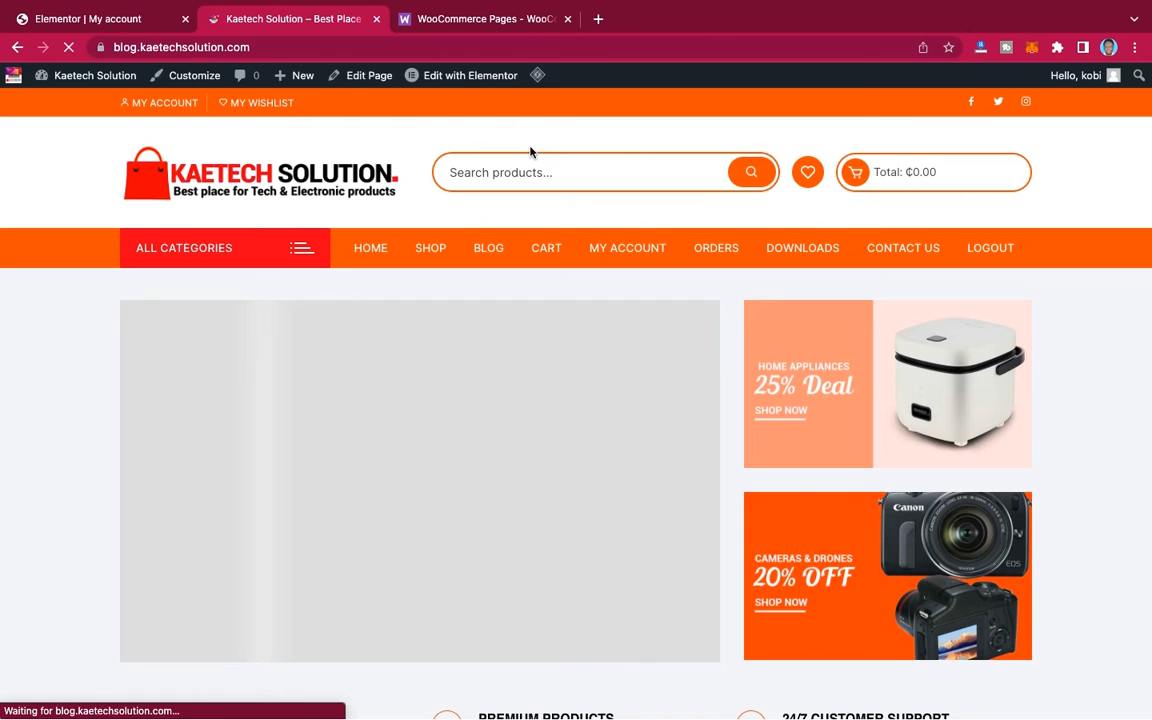 Elementor | My account
Kaetech Solution – Best Place
WooCommerce Pages - WooC
blog.kaetechsolution.com
Kaetech Solution
Customize
0
New
Edit Page
Edit with Elementor
Hello, kobi
MY ACCOUNT
MY WISHLIST
KAETECH SOLUTION.
Best place for Tech & Electronic products
Search products...
Total: ₵0.00
ALL CATEGORIES
HOME
SHOP
BLOG
CART
MY ACCOUNT
ORDERS
DOWNLOADS
CONTACT US
LOGOUT
HOME APPLIANCES
25% Deal
SHOP NOW
Canon
EOS
CAMERAS & DRONES
20% OFF
SHOP NOW
Waiting for blog.kaetechsolution.com...
PREMIUM PRODUCTS
24/7 CUSTOMER SUPPORT